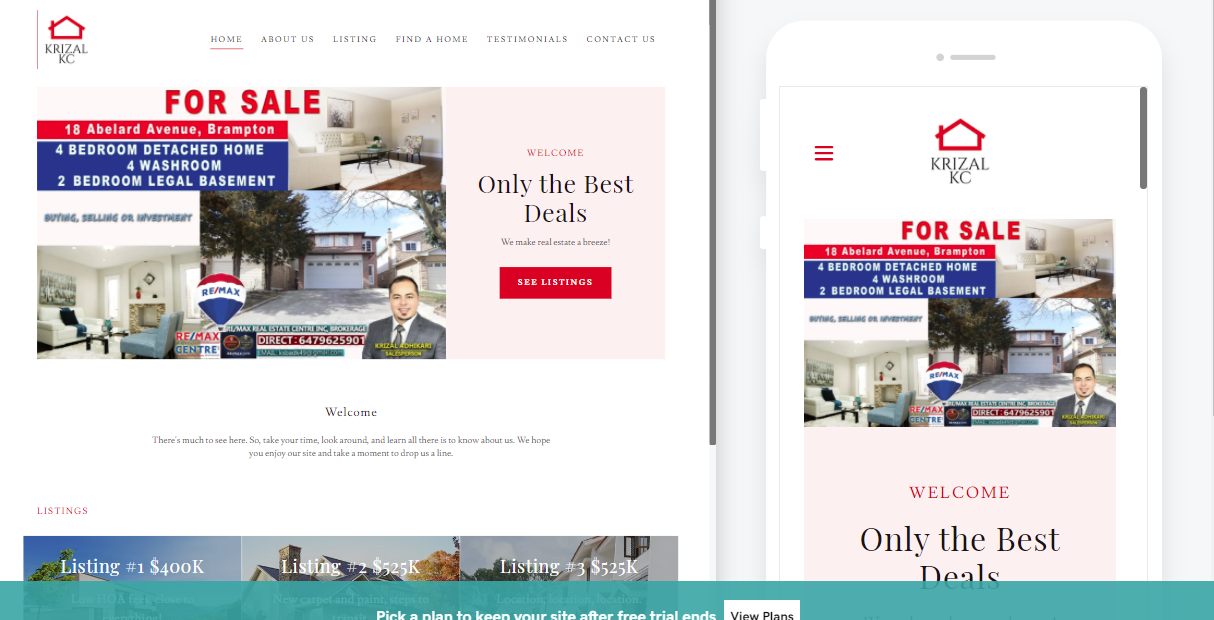 KRIZAL
KC
HOME
ABOUT US
LISTING
FIND A HOME
TESTIMONIALS
CONTACT US
FOR SALE
18 Abelard Avenue, Brampton
4 BEDROOM DETACHED HOME
4 WASHROOM
2 BEDROOM LEGAL BASEMENT
BUYING, SELLING OR INVESTMENT
RE/MAX
RE/MAX
CENTRE
RE/MAX REAL ESTATE CENTRE INC, BROKERAGE
DIRECT: 6479625901
KRIZAL ADHIKARI
SALESPERSON
WELCOME
Only the Best
Deals
We make real estate a breeze!
SEE LISTINGS
Welcome
There's much to see here. So, take your time, look around, and learn all there is to know about us. We hope
you enjoy our site and take a moment to drop us a line.
LISTINGS
Listing #1 $400K
Listing #2 $525K
Listing #3 $525K
Low HOA fees, close to
New carpet and paint, steps to
Location, location, location.
KRIZAL
KC
FOR SALE
18 Abelard Avenue, Brampton
4 BEDROOM DETACHED HOME
4 WASHROOM
2 BEDROOM LEGAL BASEMENT
BUYING, SELLING OR INVESTMENT
RE/MAX
RE/MAX
CENTRE
RE/MAX REAL ESTATE CENTRE INC, BROKERAGE
DIRECT: 6479625901
KRIZAL ADHIKARI
SALESPERSON
WELCOME
Only the Best
Deals
Pick a plan to keep your site after free trial ends
View Plans